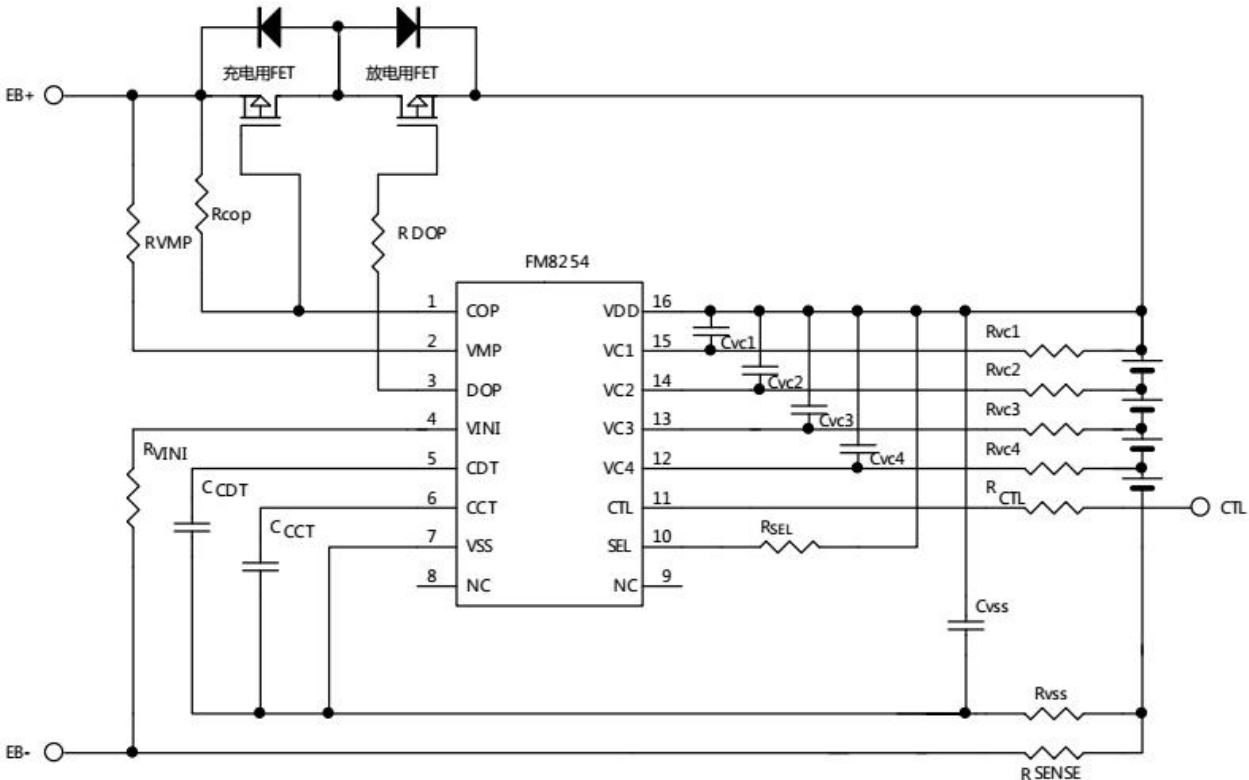 充电用FET
放电用FET
EB+
Rcop
RVMP
R DOP
FM8254
1 COP
VDD 16
2 VMP
VC1 15
3 DOP
VC2 14
4 VINI
VC3 13
5 CDT
VC4 12
6 CCT
CTL 11
7 VSS
SEL 10
8 NC
NC 9
Cvc1
Cvc2
Cvc3
Cvc4
Rvc1
Rvc2
Rvc3
Rvc4
R CTL
CTL
RVINI
C CDT
C CCT
RSEL
Cvss
Rvss
EB-
R SENSE